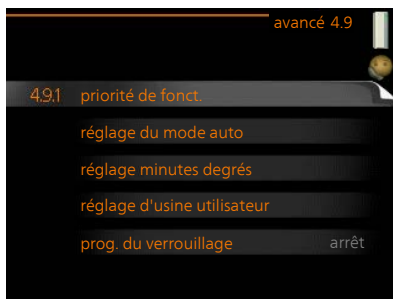 avancé 4.9
4.9.1 priorité de fonct.
réglage du mode auto
réglage minutes degrés
réglage d'usine utilisateur
prog. du verrouillage arrêt